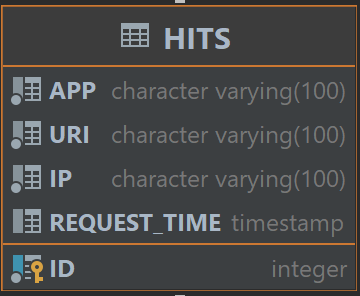 HITS
APP character varying(100)
URI character varying(100)
IP character varying(100)
REQUEST_TIME timestamp
ID integer